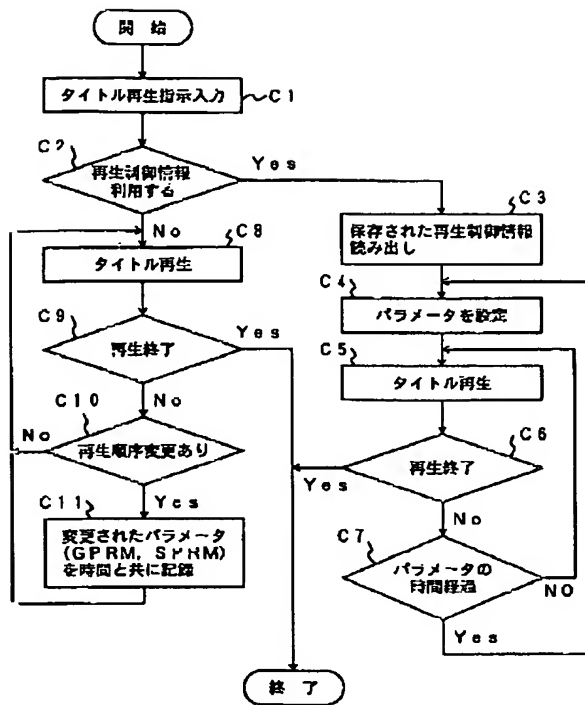 開 始
タイトル再生指示入力
C1
C2
再生制御情報
利用する
Yes
No
C3
保存された再生制御情報
読み出し
C8
タイトル再生
C4
パラメータを設定
C9
再生終了
Yes
No
C5
タイトル再生
C10
再生順序変更あり
No
Yes
C6
再生終了
Yes
No
C11
変更されたパラメータ
(GPRM, SPRM)
を時間と共に記録
C7
パラメータの
時間経過
NO
Yes
終 了